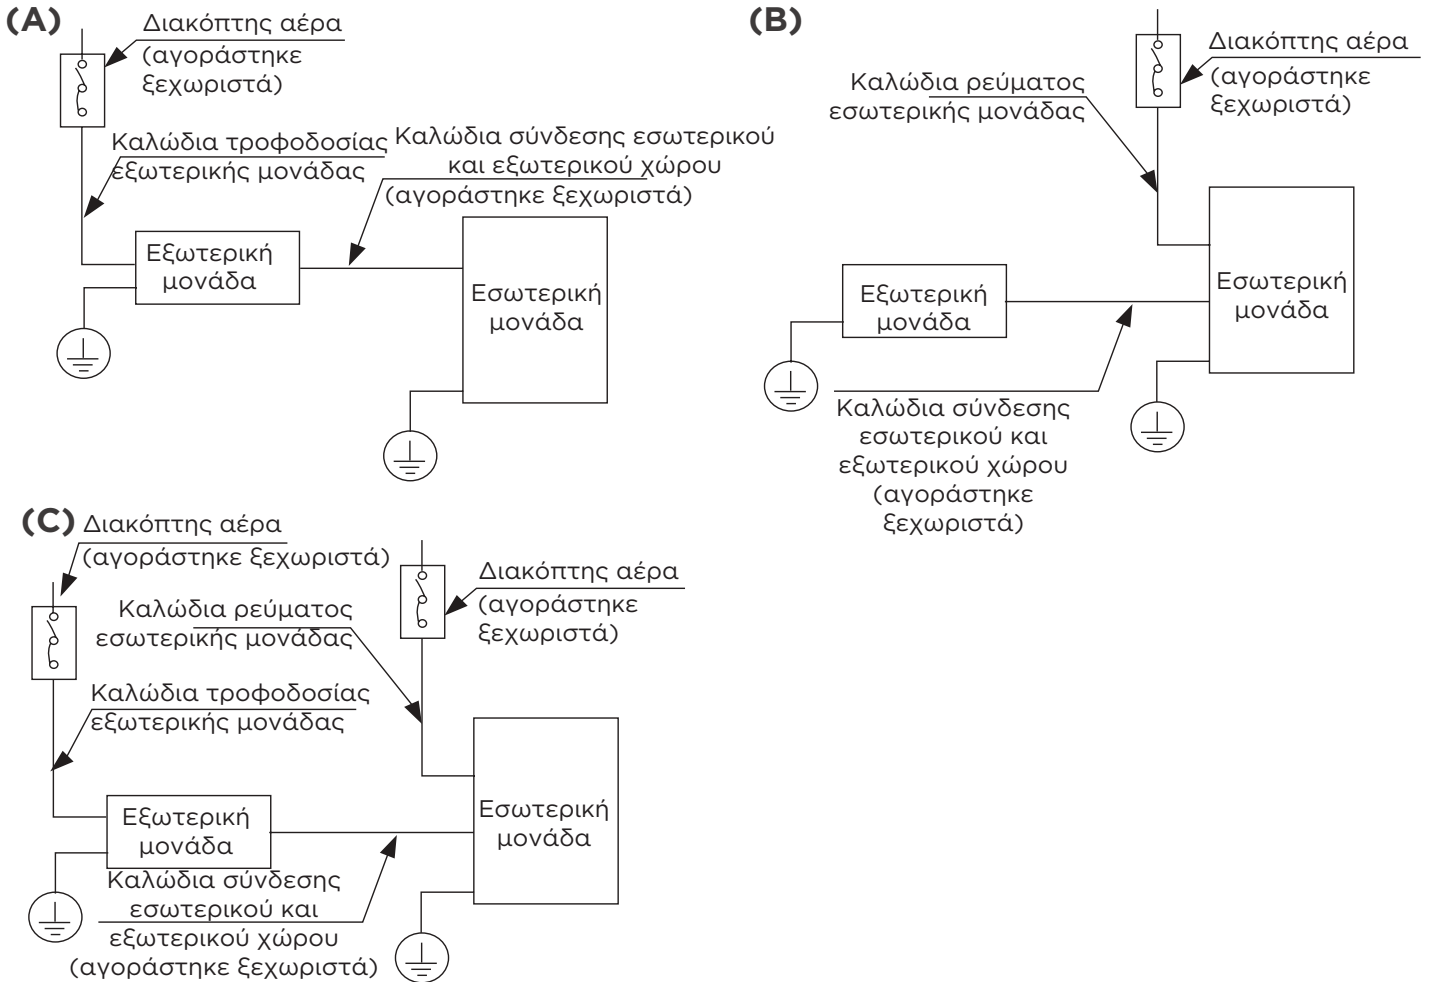 (A)
Διακόπτης αέρα
(αγοράστηκε
ξεχωριστά)
Καλώδια τροφοδοσίας
εξωτερικής μονάδας
Καλώδια σύνδεσης εσωτερικού
και εξωτερικού χώρου
(αγοράστηκε ξεχωριστά)
Εξωτερική
μονάδα
Εσωτερική
μονάδα
(B)
Διακόπτης αέρα
(αγοράστηκε
ξεχωριστά)
Καλώδια ρεύματος
εσωτερικής μονάδας
Εξωτερική
μονάδα
Εσωτερική
μονάδα
Καλώδια σύνδεσης
εσωτερικού και
εξωτερικού χώρου
(αγοράστηκε
ξεχωριστά)
(C)
Διακόπτης αέρα
(αγοράστηκε ξεχωριστά)
Διακόπτης αέρα
(αγοράστηκε
ξεχωριστά)
Καλώδια ρεύματος
εσωτερικής μονάδας
Καλώδια τροφοδοσίας
εξωτερικής μονάδας
Εξωτερική
μονάδα
Εσωτερική
μονάδα
Καλώδια σύνδεσης
εσωτερικού και
εξωτερικού χώρου
(αγοράστηκε ξεχωριστά)